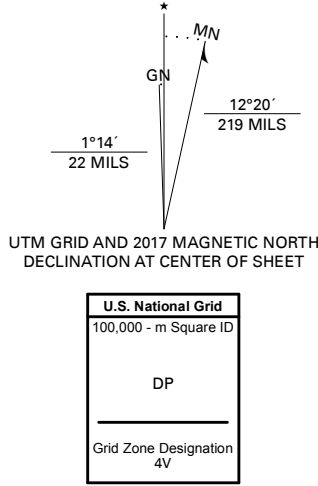 ★
MN
GN
12°20´
219 MILS
1°14´
22 MILS
UTM GRID AND 2017 MAGNETIC NORTH
DECLINATION AT CENTER OF SHEET
U.S. National Grid
100,000 - m Square ID
DP
Grid Zone Designation
4V